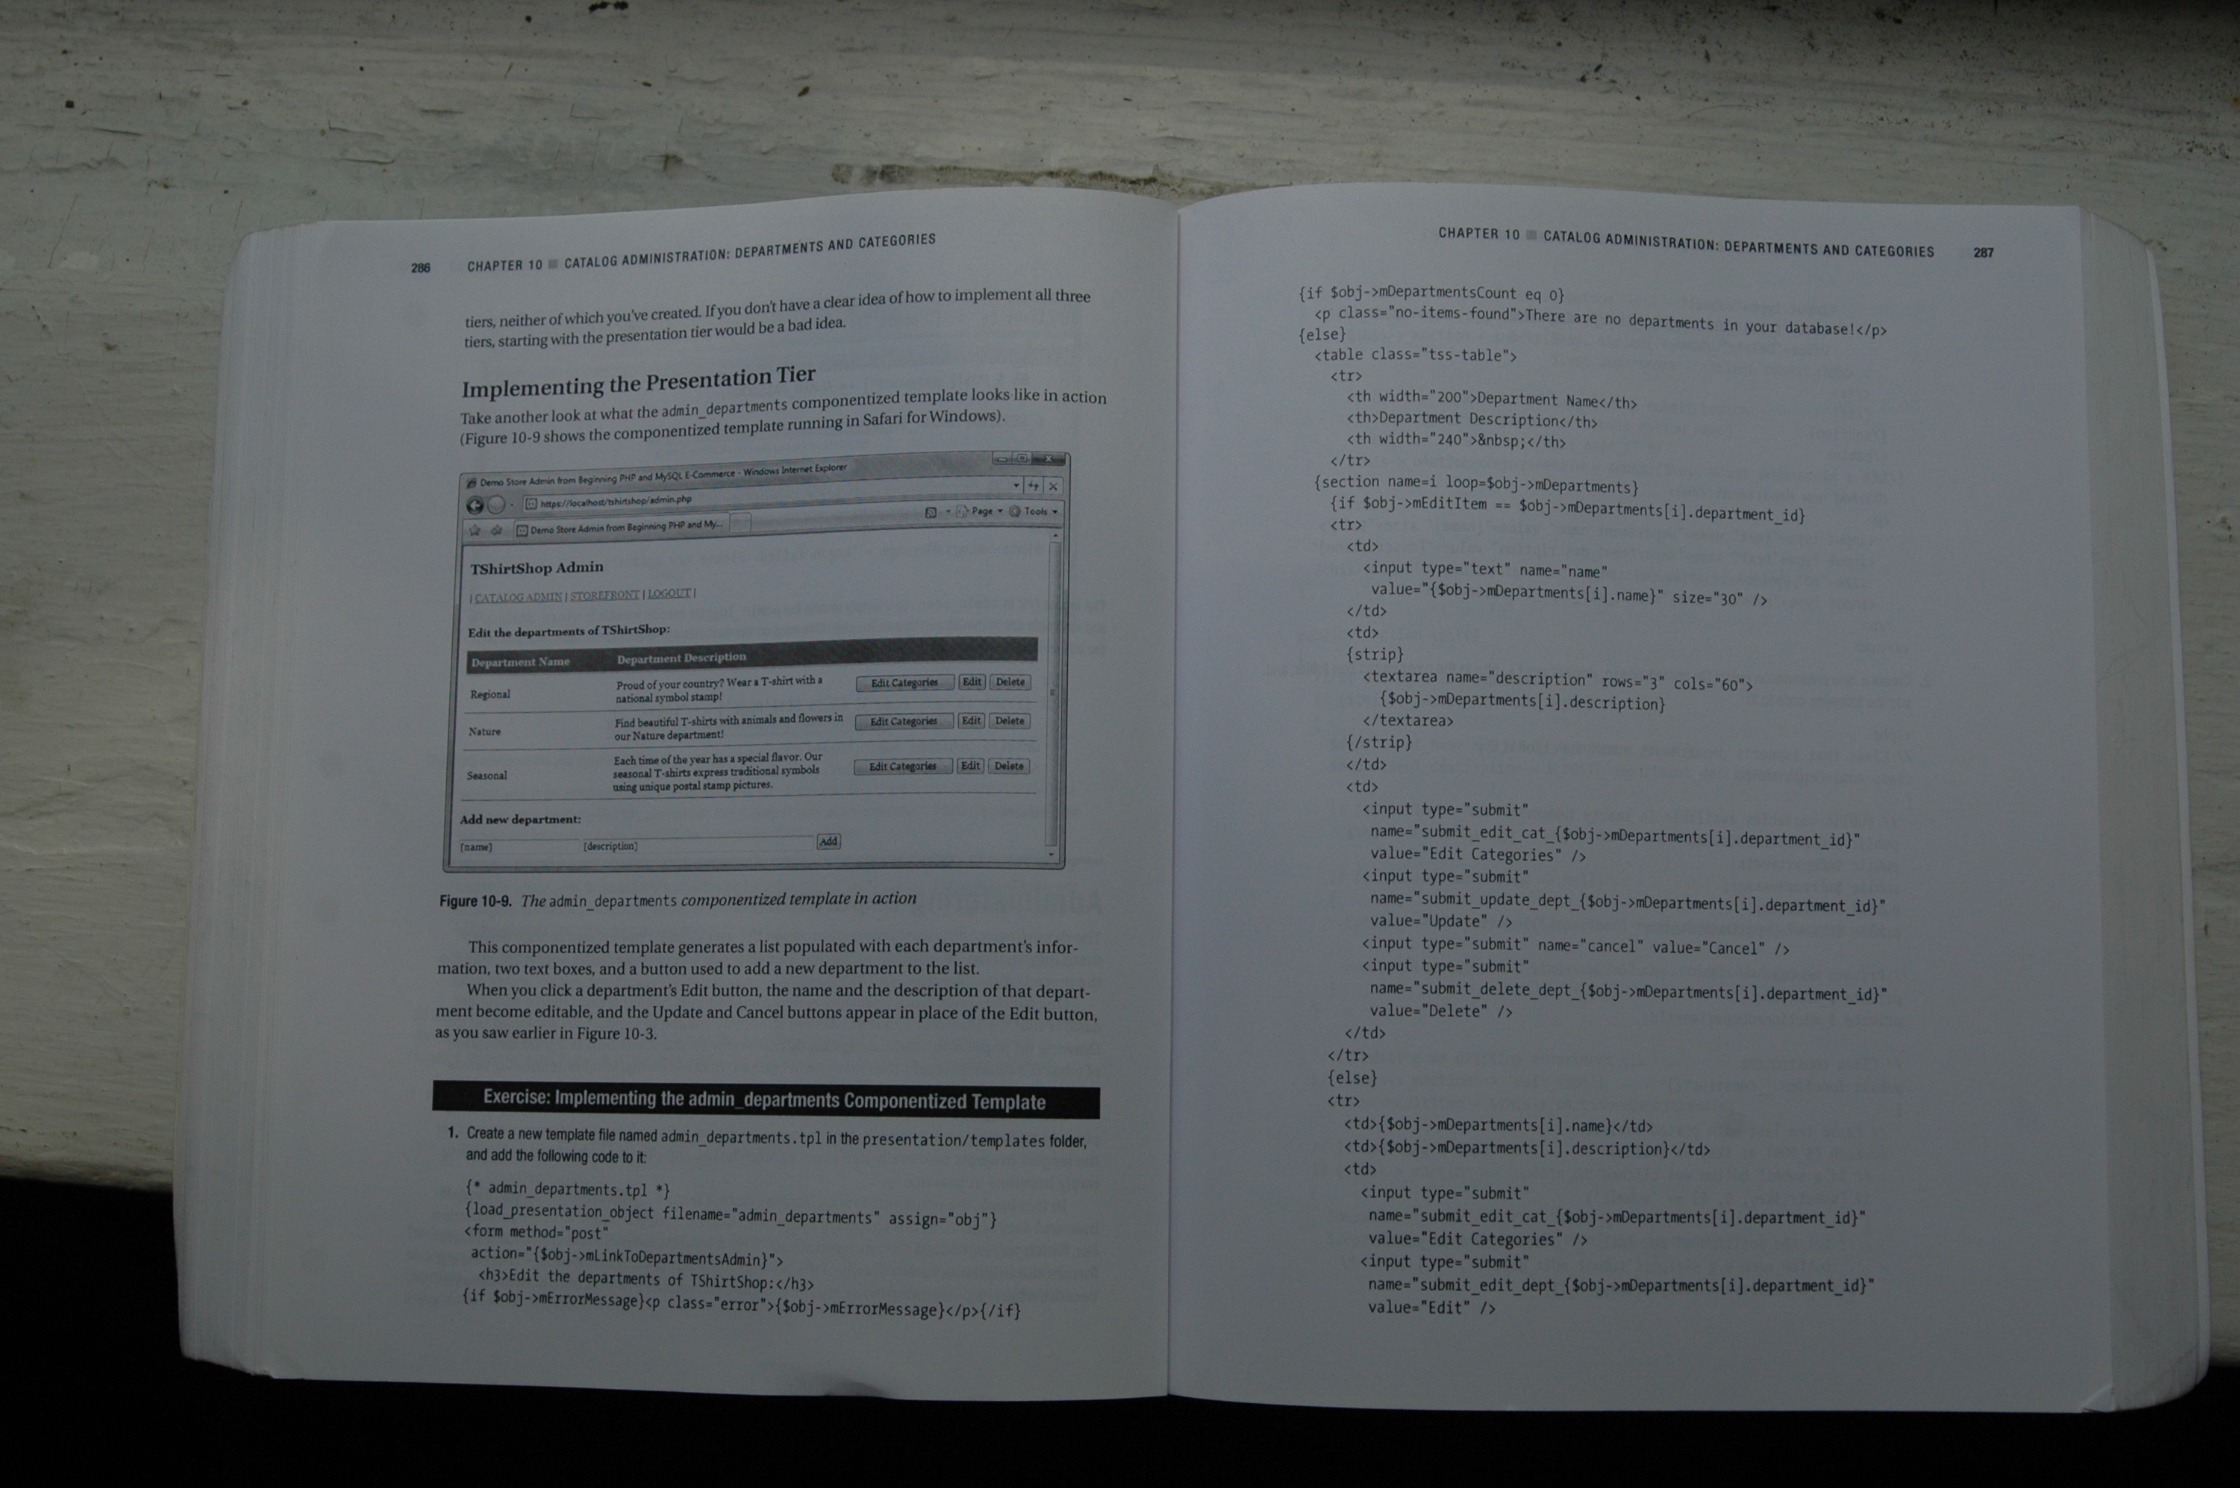 286 CHAPTER 10 ■ CATALOG ADMINISTRATION: DEPARTMENTS AND CATEGORIES
tiers, neither of which you've created. If you don't have a clear idea of how to implement all three
tiers, starting with the presentation tier would be a bad idea.
Implementing the Presentation Tier
Take another look at what the admin_departments componentized template looks like in action
(Figure 10-9 shows the componentized template running in Safari for Windows).
Demo Store Admin from Beginning PHP and MySQL E-Commerce - Windows Internet Explorer
https://localhost/tshirtshop/admin.php
Demo Store Admin from Beginning PHP and My... Page Tools
TShirtShop Admin
| CATALOG ADMIN | STOREFRONT | LOGOUT |
Edit the departments of TShirtShop:
Department Name Department Description
Regional Proud of your country? Wear a T-shirt with a
national symbol stamp! Edit Categories Edit Delete
Nature Find beautiful T-shirts with animals and flowers in
our Nature department! Edit Categories Edit Delete
Seasonal Each time of the year has a special flavor. Our
seasonal T-shirts express traditional symbols
using unique postal stamp pictures. Edit Categories Edit Delete
Add new department:
[name] [description] Add
Figure 10-9. The admin_departments componentized template in action
This componentized template generates a list populated with each department's infor-
mation, two text boxes, and a button used to add a new department to the list.
When you click a department's Edit button, the name and the description of that depart-
ment become editable, and the Update and Cancel buttons appear in place of the Edit button,
as you saw earlier in Figure 10-3.
Exercise: Implementing the admin_departments Componentized Template
1. Create a new template file named admin_departments.tpl in the presentation/templates folder,
and add the following code to it:
{* admin_departments.tpl *}
{load_presentation_object filename="admin_departments" assign="obj"}
<form method="post"
action="{$obj->mLinkToDepartmentsAdmin}">
<h3>Edit the departments of TShirtShop:</h3>
{if $obj->mErrorMessage}<p class="error">{$obj->mErrorMessage}</p>{/if}
CHAPTER 10 ■ CATALOG ADMINISTRATION: DEPARTMENTS AND CATEGORIES 287
{if $obj->mDepartmentsCount eq 0}
<p class="no-items-found">There are no departments in your database!</p>
{else}
<table class="tss-table">
<tr>
<th width="200">Department Name</th>
<th>Department Description</th>
<th width="240">&nbsp;</th>
</tr>
{section name=i loop=$obj->mDepartments}
{if $obj->mEditItem == $obj->mDepartments[i].department_id}
<tr>
<td>
<input type="text" name="name"
value="{$obj->mDepartments[i].name}" size="30" />
</td>
<td>
{strip}
<textarea name="description" rows="3" cols="60">
{$obj->mDepartments[i].description}
</textarea>
{/strip}
</td>
<td>
<input type="submit"
name="submit_edit_cat_{$obj->mDepartments[i].department_id}"
value="Edit Categories" />
<input type="submit"
name="submit_update_dept_{$obj->mDepartments[i].department_id}"
value="Update" />
<input type="submit" name="cancel" value="Cancel" />
<input type="submit"
name="submit_delete_dept_{$obj->mDepartments[i].department_id}"
value="Delete" />
</td>
</tr>
{else}
<tr>
<td>{$obj->mDepartments[i].name}</td>
<td>{$obj->mDepartments[i].description}</td>
<td>
<input type="submit"
name="submit_edit_cat_{$obj->mDepartments[i].department_id}"
value="Edit Categories" />
<input type="submit"
name="submit_edit_dept_{$obj->mDepartments[i].department_id}"
value="Edit" />